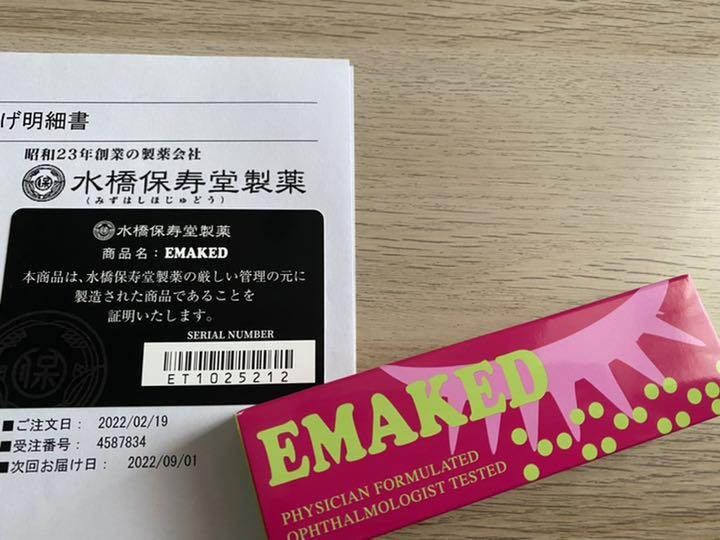 げ明細書
昭和23年創業の製薬会社
水橋保寿堂製薬
(みずはしほじゅどう)
水橋保寿堂製薬
商品名：EMAKED
本商品は、水橋保寿堂製薬の厳しい管理の元に
製造された商品であることを
証明いたします。
SERIAL NUMBER
ET1025212
■ご注文日： 2022/02/19
■受注番号： 4587834
■次回お届け日： 2022/09/01
EMAKED
PHYSICIAN FORMULATED
OPHTHALMOLOGIST TESTED